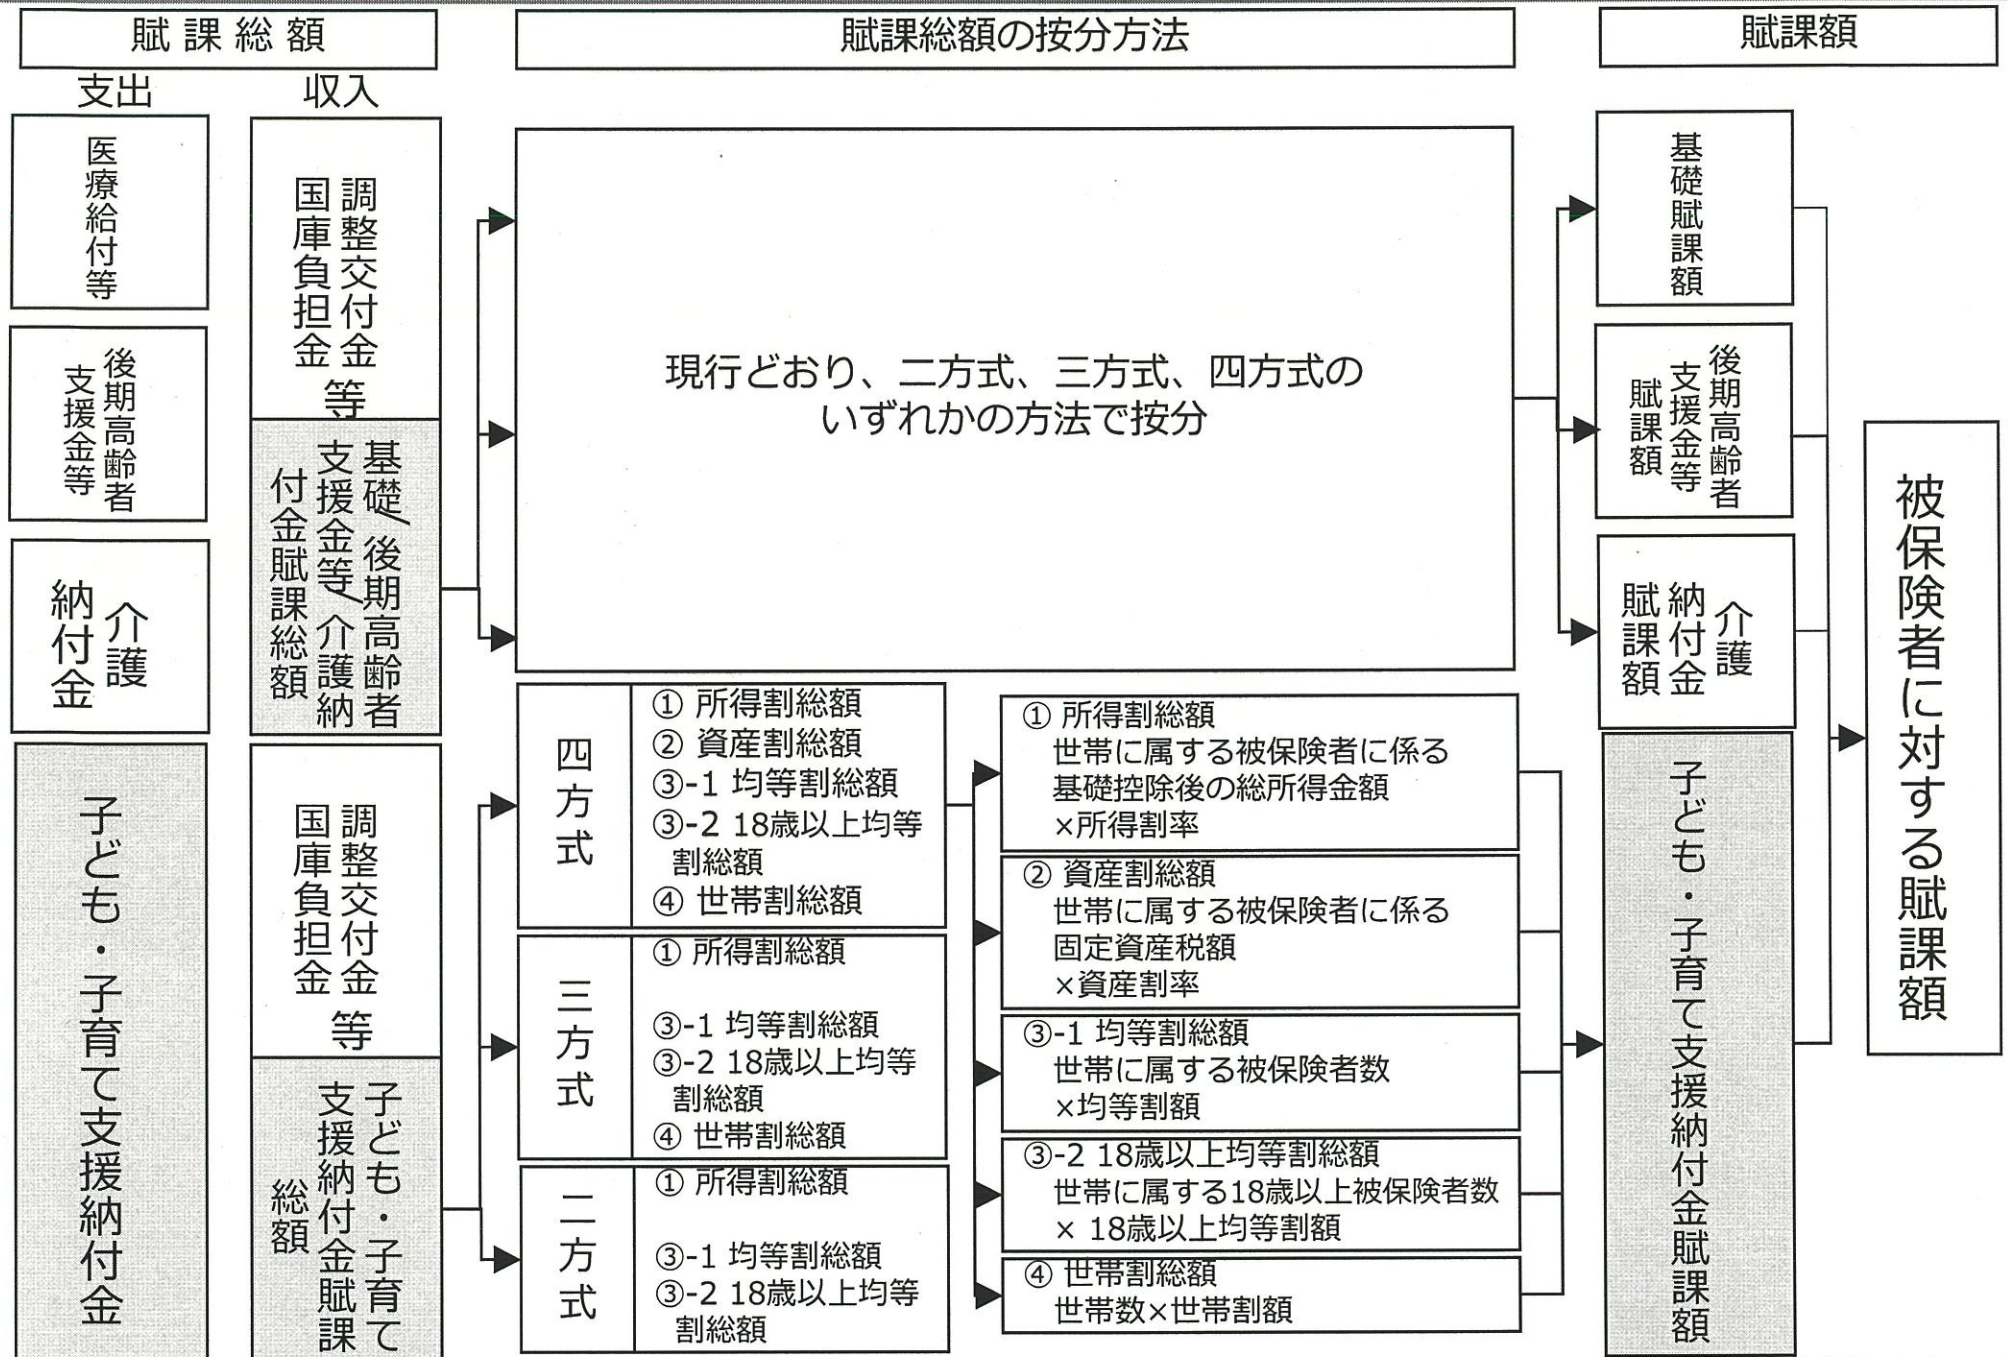 賦課総額
賦課総額の按分方法
賦課額
支出
収入
医療給付等
後期高齢者
支援金等
介護
納付金
子ども・子育て支援納付金
調整交付金
国庫負担金
等
基礎/後期高齢者
支援金等/介護納
付金賦課総額
調整交付金
国庫負担金
等
子ども・子育て
支援納付金賦課
総額
現行どおり、二方式、三方式、四方式の
いずれかの方法で按分
四方式
① 所得割総額
② 資産割総額
③-1 均等割総額
③-2 18歳以上均等
割総額
④ 世帯割総額
三方式
① 所得割総額
③-1 均等割総額
③-2 18歳以上均等
割総額
④ 世帯割総額
二方式
① 所得割総額
③-1 均等割総額
③-2 18歳以上均等
割総額
① 所得割総額
世帯に属する被保険者に係る
基礎控除後の総所得金額
×所得割率
② 資産割総額
世帯に属する被保険者に係る
固定資産税額
×資産割率
③-1 均等割総額
世帯に属する被保険者数
×均等割額
③-2 18歳以上均等割総額
世帯に属する18歳以上被保険者数
× 18歳以上均等割額
④ 世帯割総額
世帯数×世帯割額
基礎賦課額
後期高齢者
支援金等
賦課額
介護
納付金
賦課額
子ども・子育て支援納付金賦課額
被保険者に対する賦課額